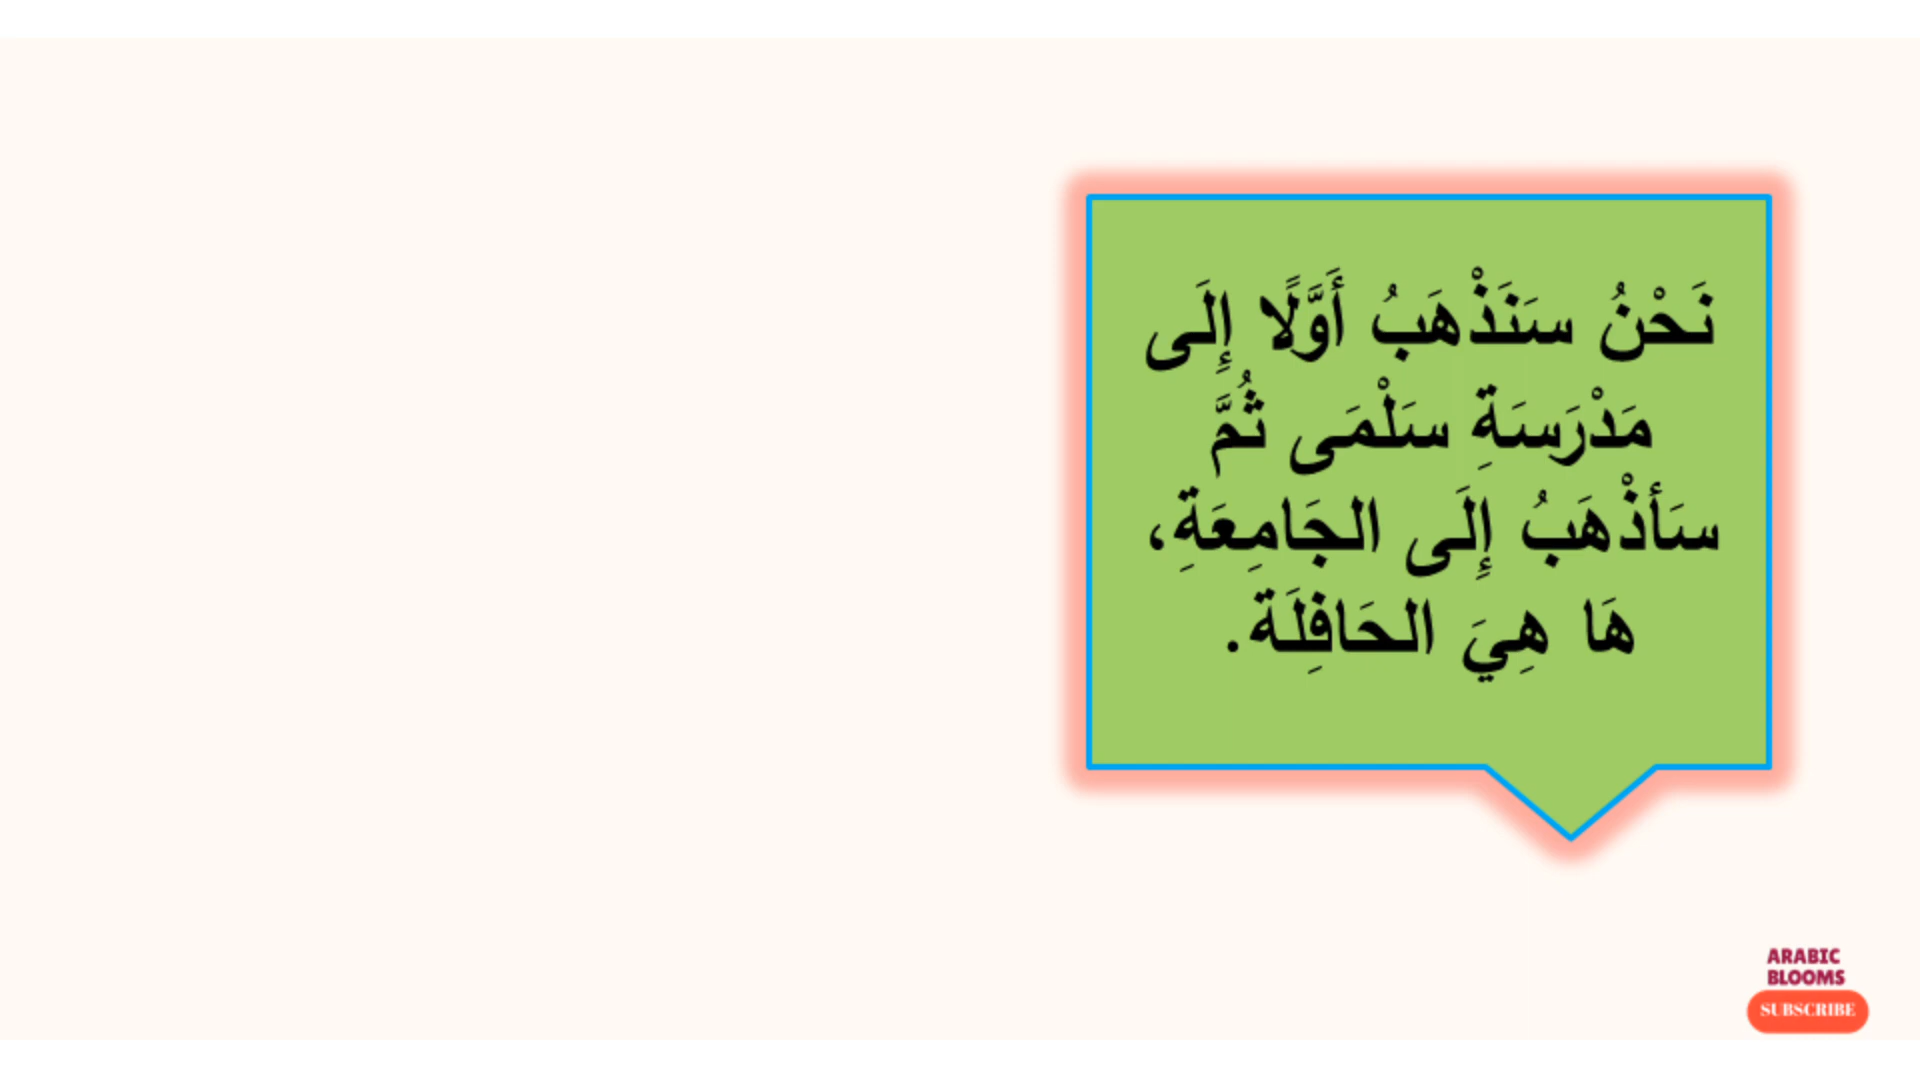 نَحْنُ سَنَذْهَبُ أَوَّلًا إِلَى
مَدْرَسَةِ سَلْمَى ثُمَّ
سَأَذْهَبُ إِلَى الجَامِعَةِ،
هَا هِيَ الحَافِلَة.
ARABIC
BLOOMS
SUBSCRIBE